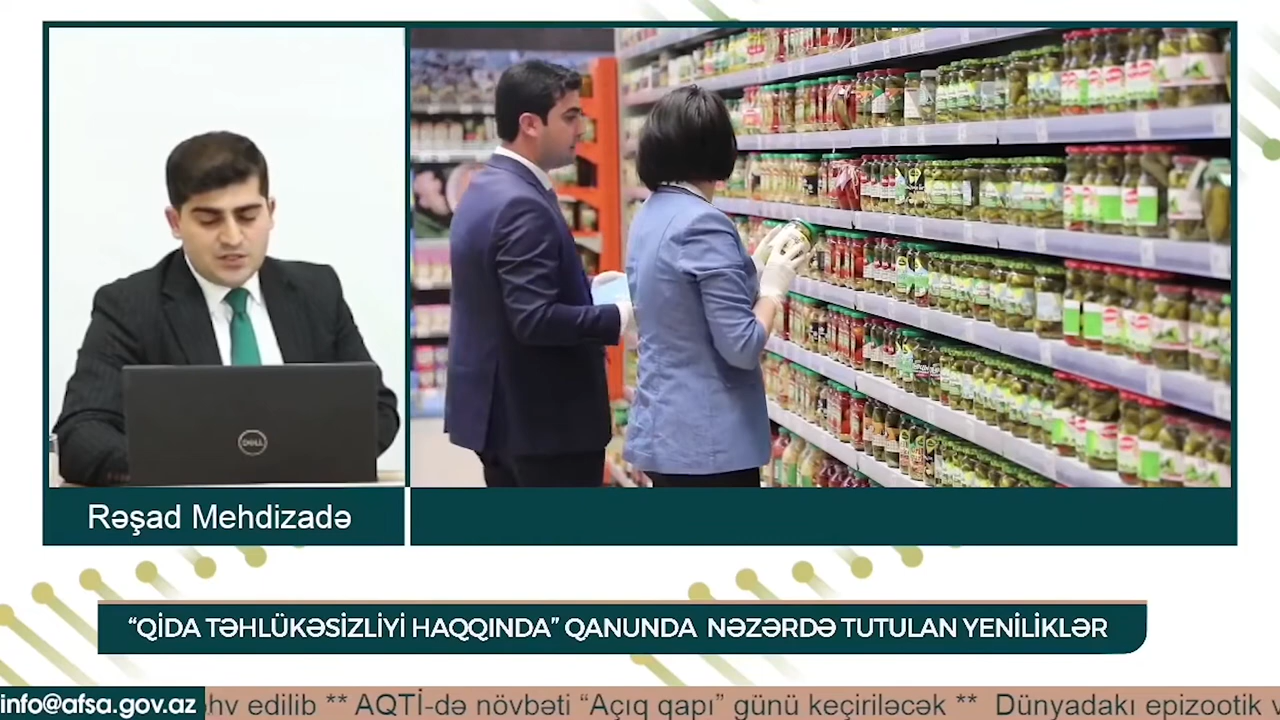 DELL
Rəşad Mehdizadə
“QİDA TƏHLÜKƏSİZLİYİ HAQQINDA” QANUNDA NƏZƏRDƏ TUTULAN YENİLİKLƏR
info@afsa.gov.az
edilib ** AQTİ-də növbəti “Açıq qapı” günü keçiriləcək ** Dünyadakı epizootik